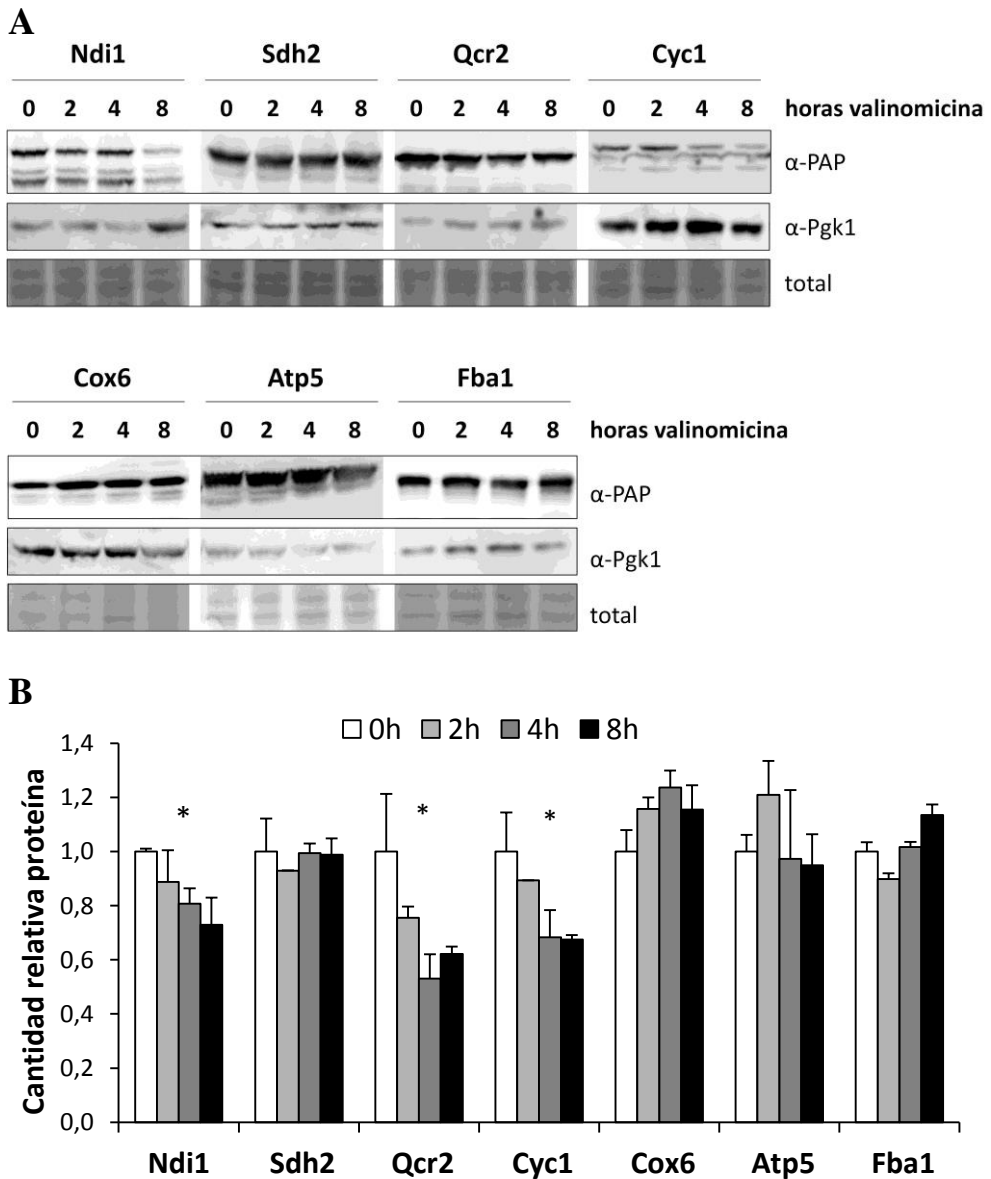 A
Ndi1 Sdh2 Qcr2 Cyc1
0 2 4 8 0 2 4 8 0 2 4 8 0 2 4 8 horas valinomicina
α-PAP
α-Pgk1
total
Cox6 Atp5 Fba1
0 2 4 8 0 2 4 8 0 2 4 8 horas valinomicina
α-PAP
α-Pgk1
total
B
0h 2h 4h 8h
Cantidad relativa proteína
1,4
1,2
1,0
0,8
0,6
0,4
0,2
0,0
* * *
Ndi1 Sdh2 Qcr2 Cyc1 Cox6 Atp5 Fba1